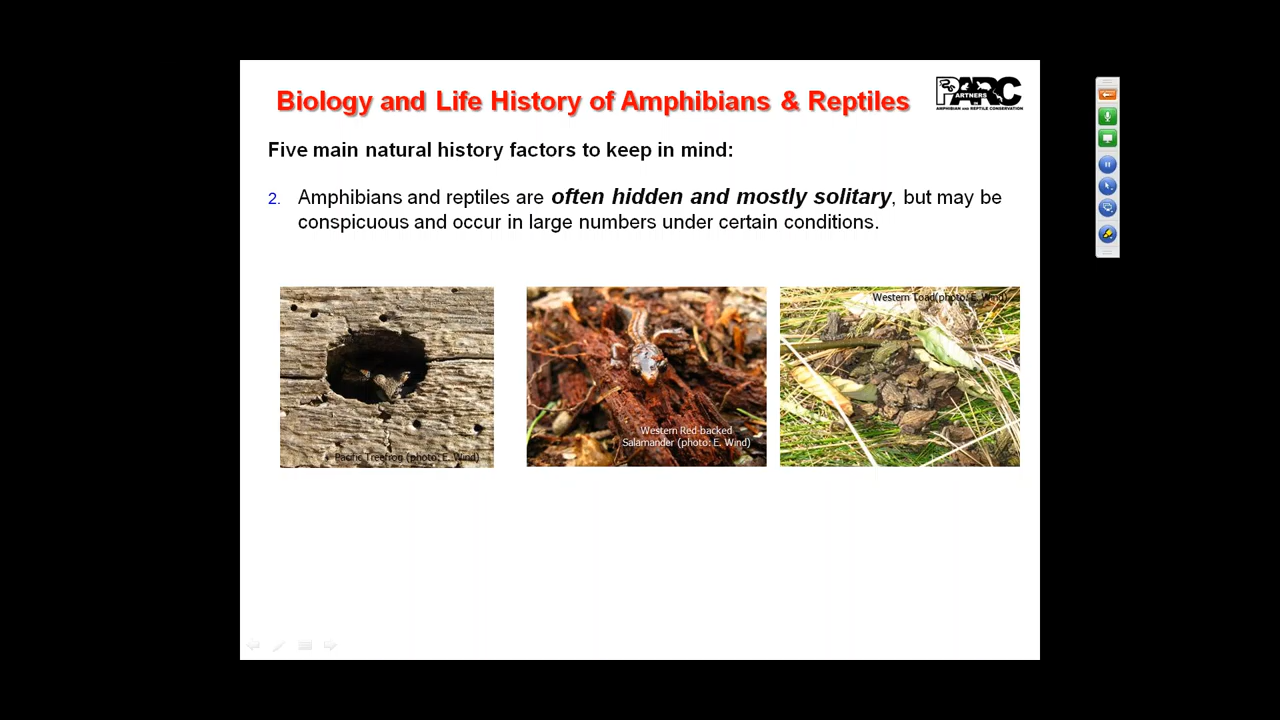 Biology and Life History of Amphibians & Reptiles
PARC
PARTNERS
AMPHIBIAN AND REPTILE CONSERVATION
Five main natural history factors to keep in mind:
2. Amphibians and reptiles are often hidden and mostly solitary, but may be
conspicuous and occur in large numbers under certain conditions.
Pacific Treefrog (photo: E. Wind)
Western Red-backed
Salamander (photo: E. Wind)
Western Toad(photo: E. Wind)